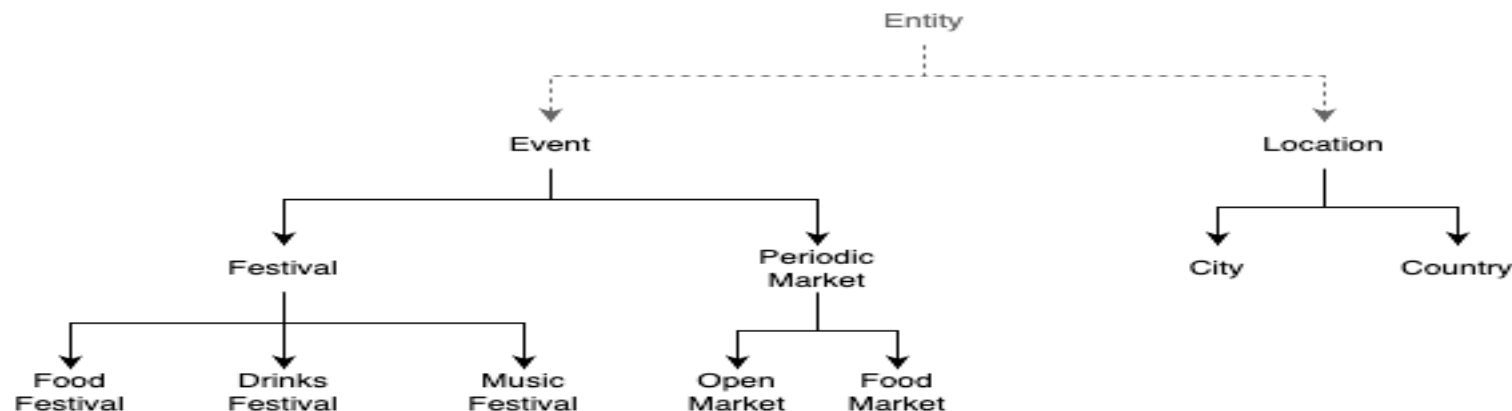 Entity
Event
Location
Festival
Periodic
Market
City
Country
Food
Festival
Drinks
Festival
Music
Festival
Open
Market
Food
Market